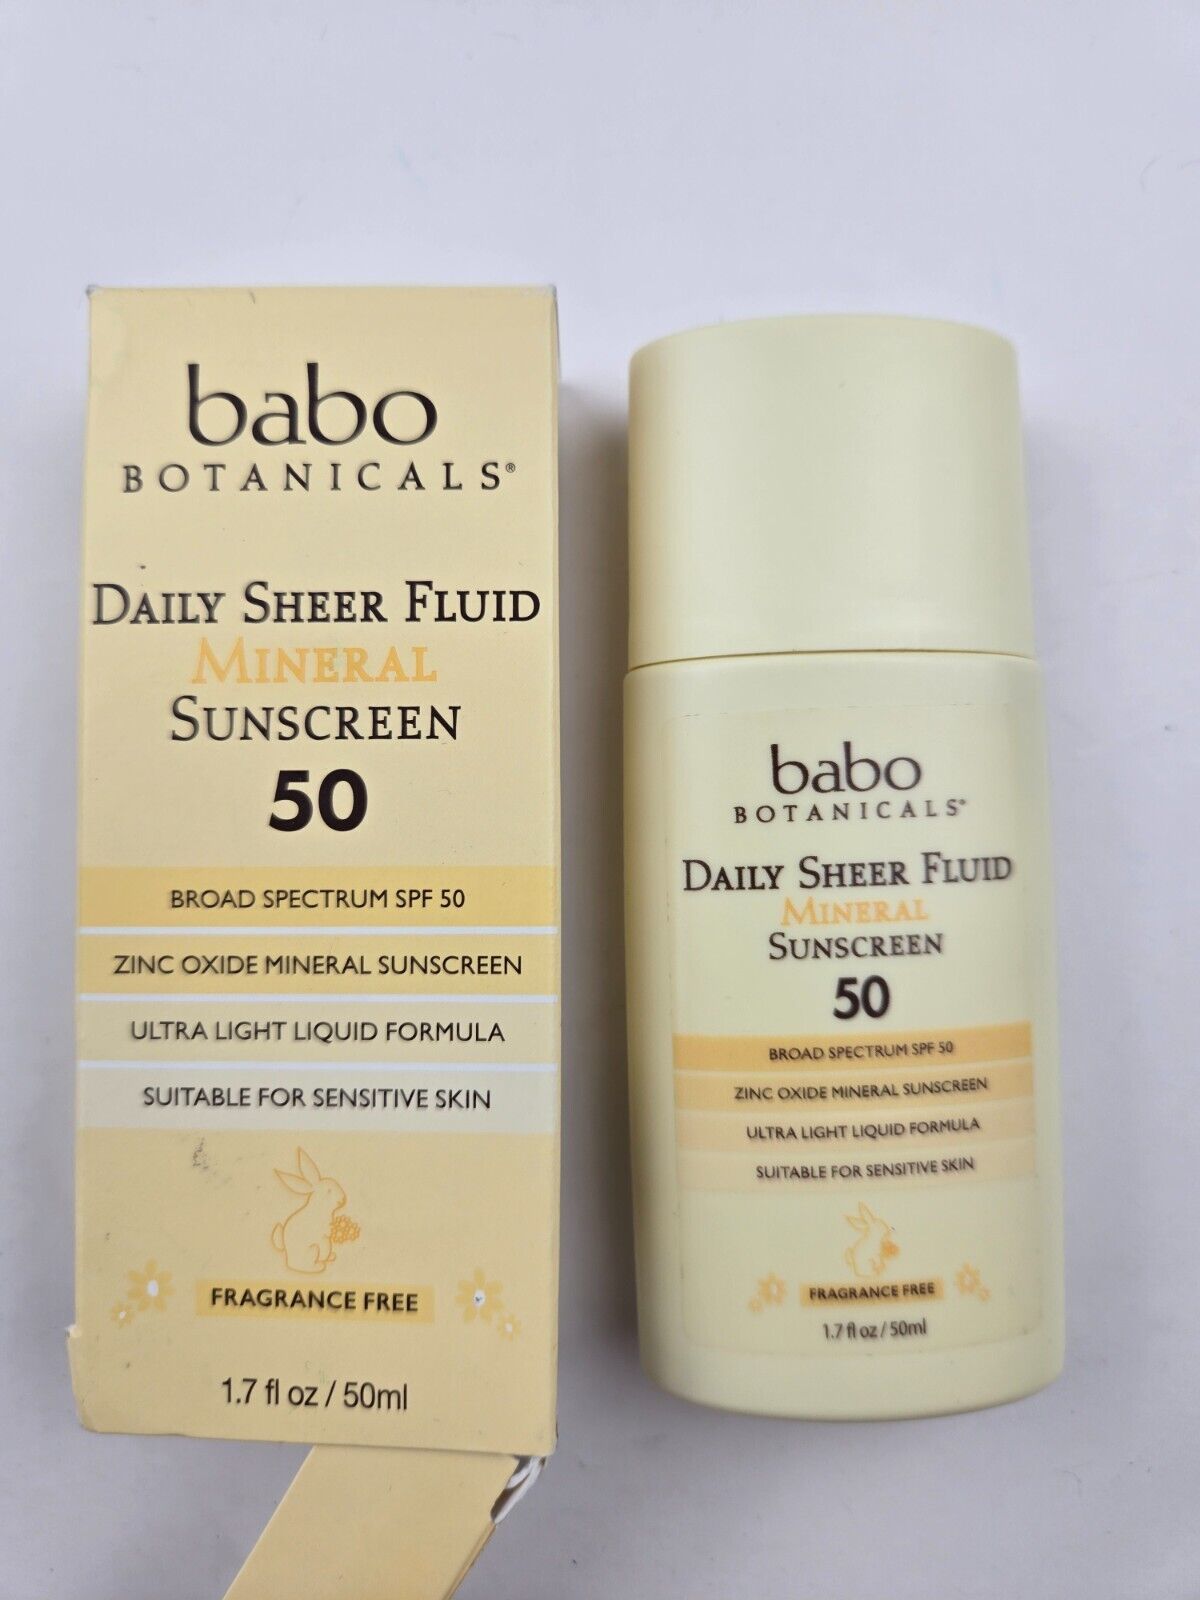 babo
BOTANICALS®
DAILY SHEER FLUID
MINERAL
SUNSCREEN
50
BROAD SPECTRUM SPF 50
ZINC OXIDE MINERAL SUNSCREEN
ULTRA LIGHT LIQUID FORMULA
SUITABLE FOR SENSITIVE SKIN
FRAGRANCE FREE
1.7 fl oz / 50ml
babo
BOTANICALS®
DAILY SHEER FLUID
MINERAL
SUNSCREEN
50
BROAD SPECTRUM SPF 50
ZINC OXIDE MINERAL SUNSCREEN
ULTRA LIGHT LIQUID FORMULA
SUITABLE FOR SENSITIVE SKIN
FRAGRANCE FREE
1.7 fl oz / 50ml